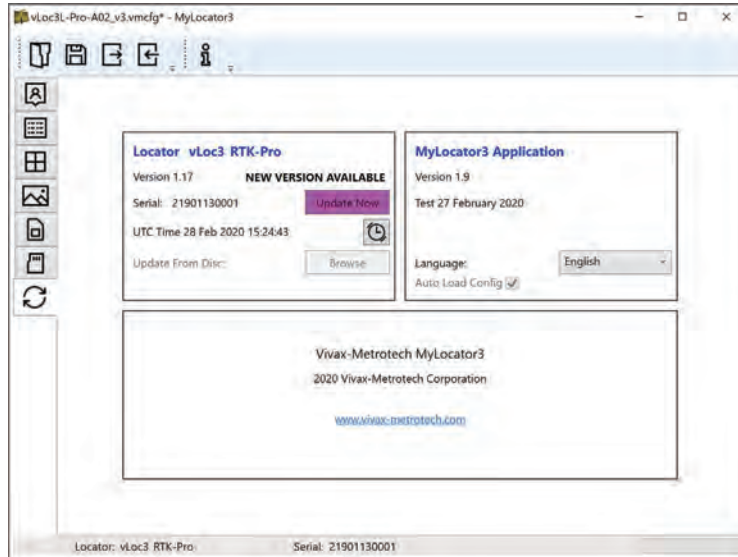 vLoc3L-Pro-A02_v3.vmcfg* - MyLocator3
Locator vLoc3 RTK-Pro
Version 1.17 NEW VERSION AVAILABLE
Serial: 21901130001 Update Now
UTC Time 28 Feb 2020 15:24:43
Update From Disc: Browse
MyLocator3 Application
Version 1.9
Test 27 February 2020
Language: English
Auto Load Config
Vivax-Metrotech MyLocator3
2020 Vivax-Metrotech Corporation
www.vivax-metrotech.com
Locator: vLoc3 RTK-Pro Serial: 21901130001